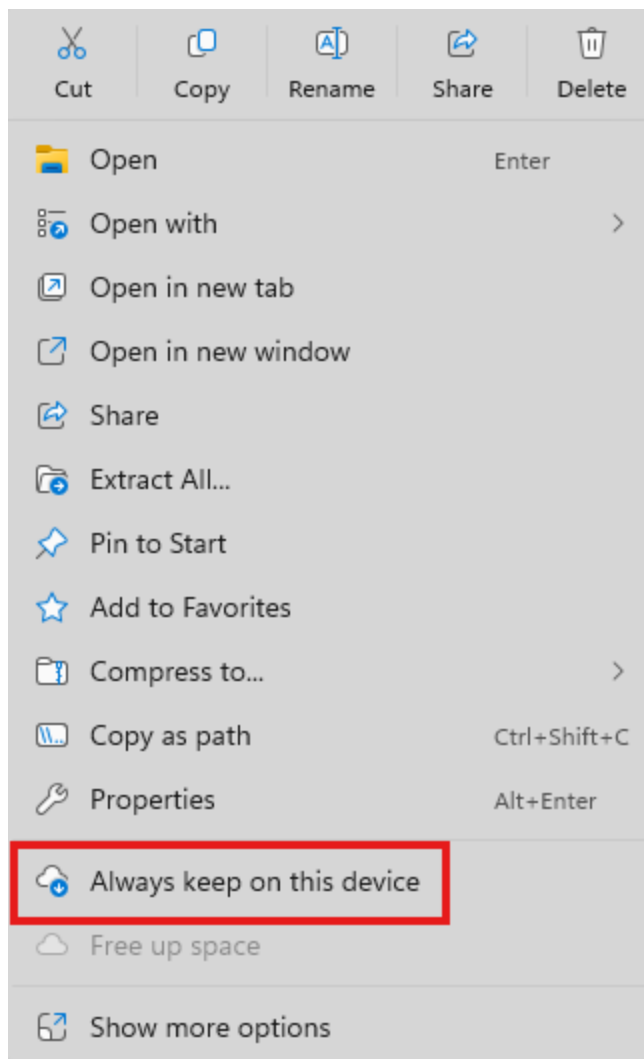 Cut Copy Rename Share Delete
Open Enter
Open with
Open in new tab
Open in new window
Share
Extract All...
Pin to Start
Add to Favorites
Compress to...
Copy as path Ctrl+Shift+C
Properties Alt+Enter
Always keep on this device
Free up space
Show more options